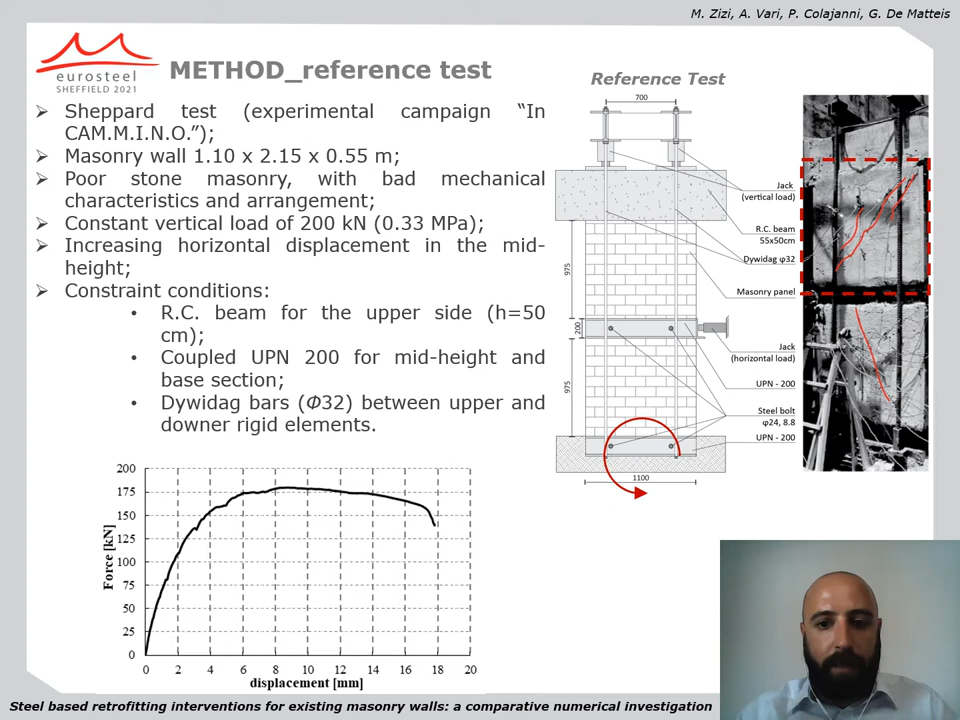 M. Zizi, A. Vari, P. Colajanni, G. De Matteis
eurosteel
SHEFFIELD 2021
METHOD_reference test
➢ Sheppard test (experimental campaign “In
CAM.M.I.N.O.”);
➢ Masonry wall 1.10 x 2.15 x 0.55 m;
➢ Poor stone masonry, with bad mechanical
characteristics and arrangement;
➢ Constant vertical load of 200 kN (0.33 MPa);
➢ Increasing horizontal displacement in the mid-
height;
➢ Constraint conditions:
• R.C. beam for the upper side (h=50
cm);
• Coupled UPN 200 for mid-height and
base section;
• Dywidag bars (Φ32) between upper and
downer rigid elements.
Reference Test
700
Jack
(vertical load)
R.C. beam
55x50cm
Dywidag φ32
975
Masonry panel
200
Jack
(horizontal load)
975
UPN - 200
Steel bolt
φ24, 8.8
UPN - 200
1100
Force [kN]
200
175
150
125
100
75
50
25
0
0 2 4 6 8 10 12 14 16 18 20
displacement [mm]
Steel based retrofitting interventions for existing masonry walls: a comparative numerical investigation